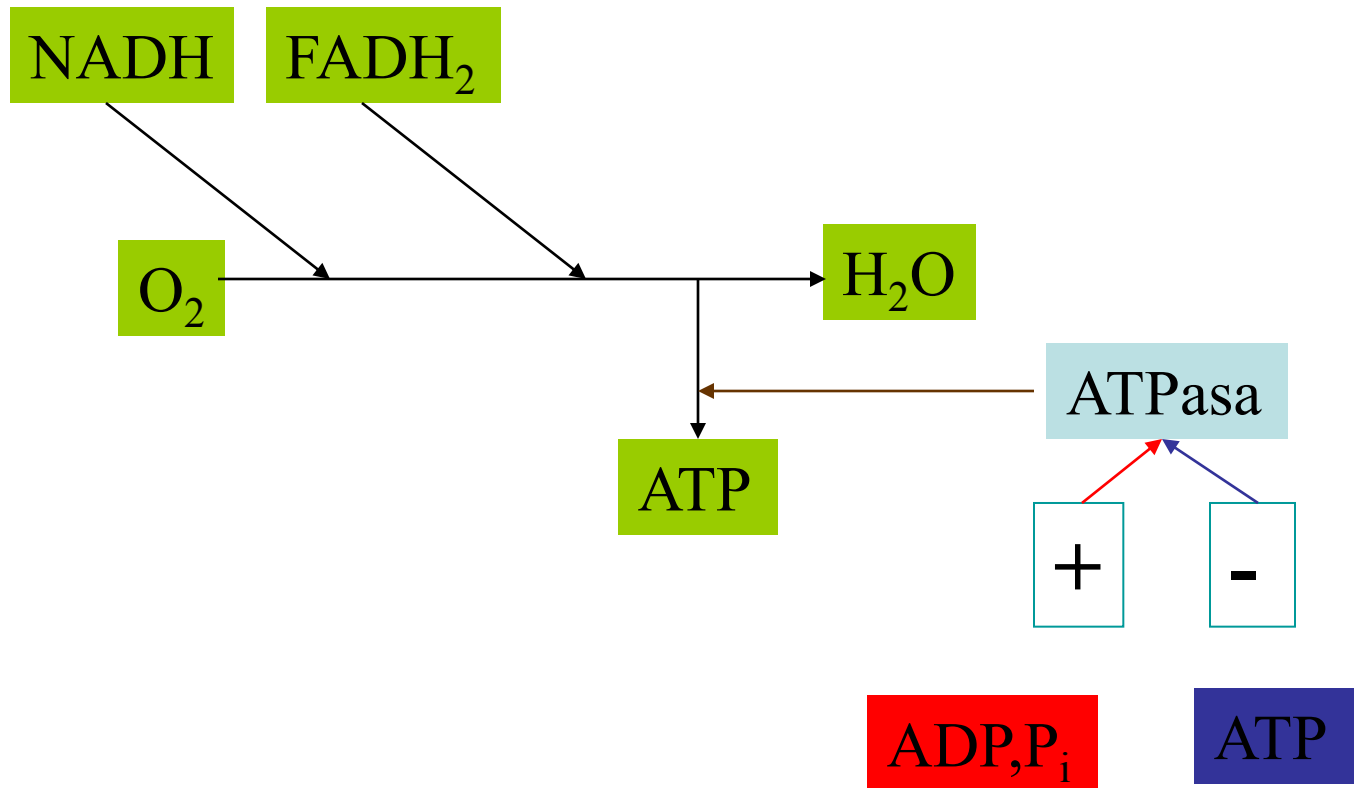 NADH
FADH₂
O₂
H₂O
ATPasa
ATP
+
-
ADP,Pᵢ
ATP